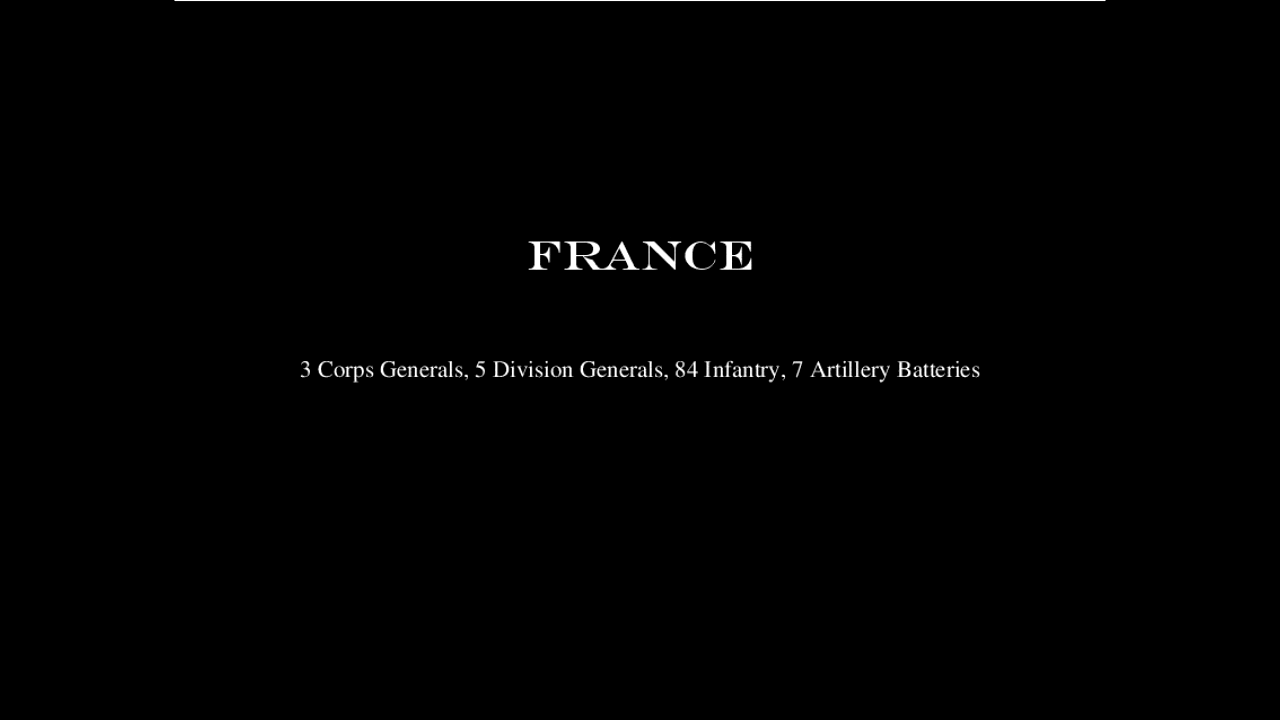 FRANCE
3 Corps Generals, 5 Division Generals, 84 Infantry, 7 Artillery Batteries